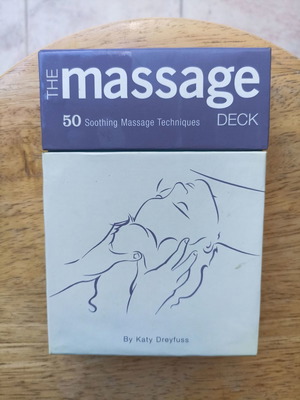 THE massage
50 Soothing Massage Techniques DECK
By Katy Dreyfuss